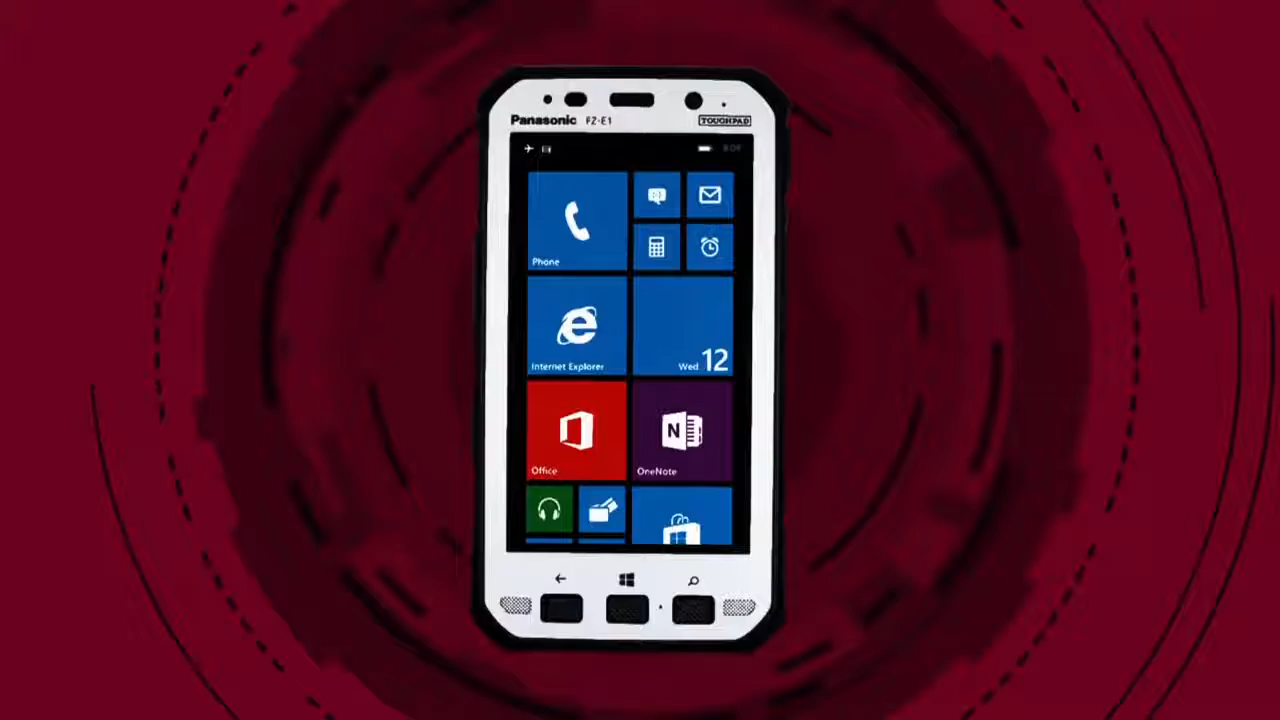 Panasonic FZ-E1 TOUGHPAD
Phone
Internet Explorer
Wed 12
Office
N
OneNote